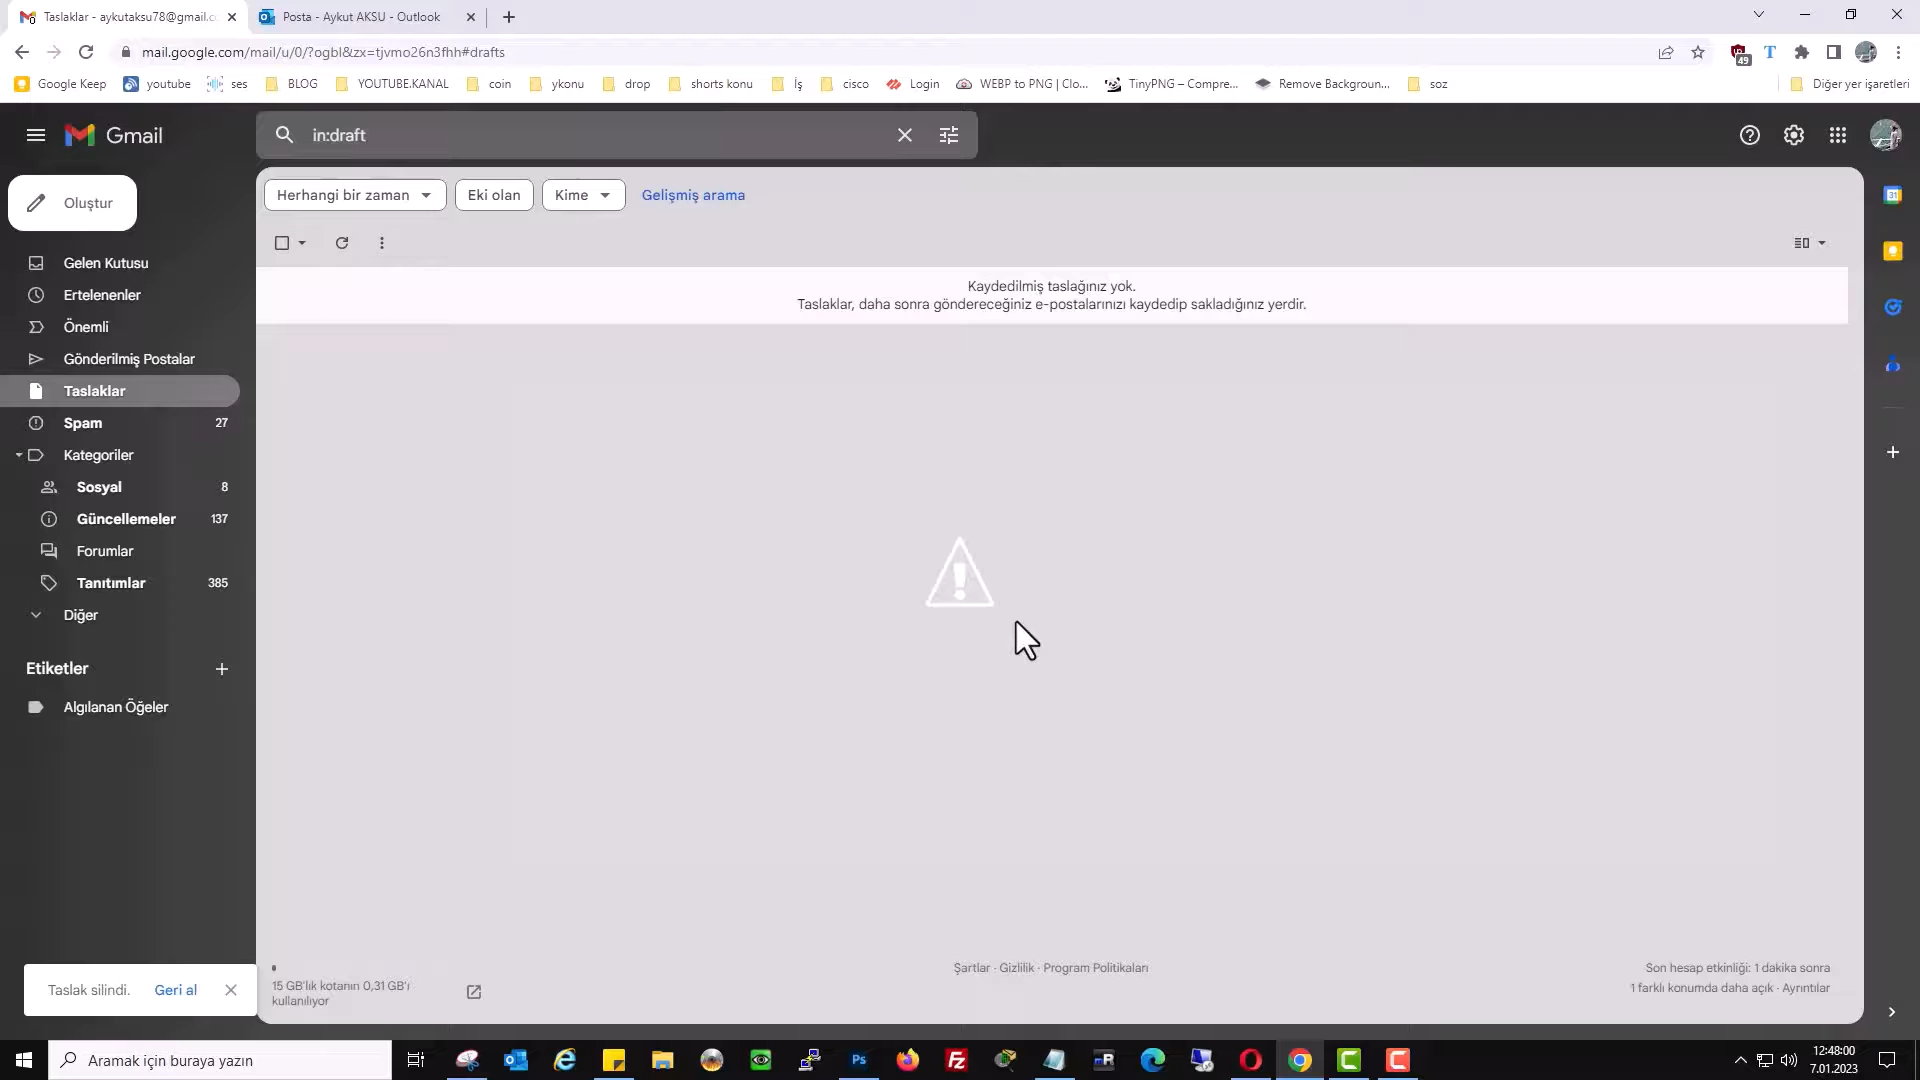 Taslaklar - aykutaksu78@gmail.c
Posta - Aykut AKSU - Outlook
mail.google.com/mail/u/0/?ogbl&zx=tjvmo26n3fhh#drafts
49
Google Keep
youtube
ses
BLOG
YOUTUBE.KANAL
coin
ykonu
drop
shorts konu
İş
cisco
Login
WEBP to PNG | Clo...
TinyPNG – Compre...
Remove Backgroun...
soz
Diğer yer işaretleri
Gmail
in:draft
Oluştur
Herhangi bir zaman
Eki olan
Kime
Gelişmiş arama
Gelen Kutusu
Ertelenenler
Önemli
Gönderilmiş Postalar
Taslaklar
Spam 27
Kategoriler
Sosyal 8
Güncellemeler 137
Forumlar
Tanıtımlar 385
Diğer
Etiketler
Algılanan Öğeler
Kaydedilmiş taslağınız yok.
Taslaklar, daha sonra göndereceğiniz e-postalarınızı kaydedip sakladığınız yerdir.
31
Taslak silindi. Geri al
15 GB'lık kotanın 0,31 GB'ı
kullanılıyor
Şartlar · Gizlilik · Program Politikaları
Son hesap etkinliği: 1 dakika sonra
1 farklı konumda daha açık · Ayrıntılar
Aramak için buraya yazın
Ps
FZ
R
C
C
12:48:00
7.01.2023